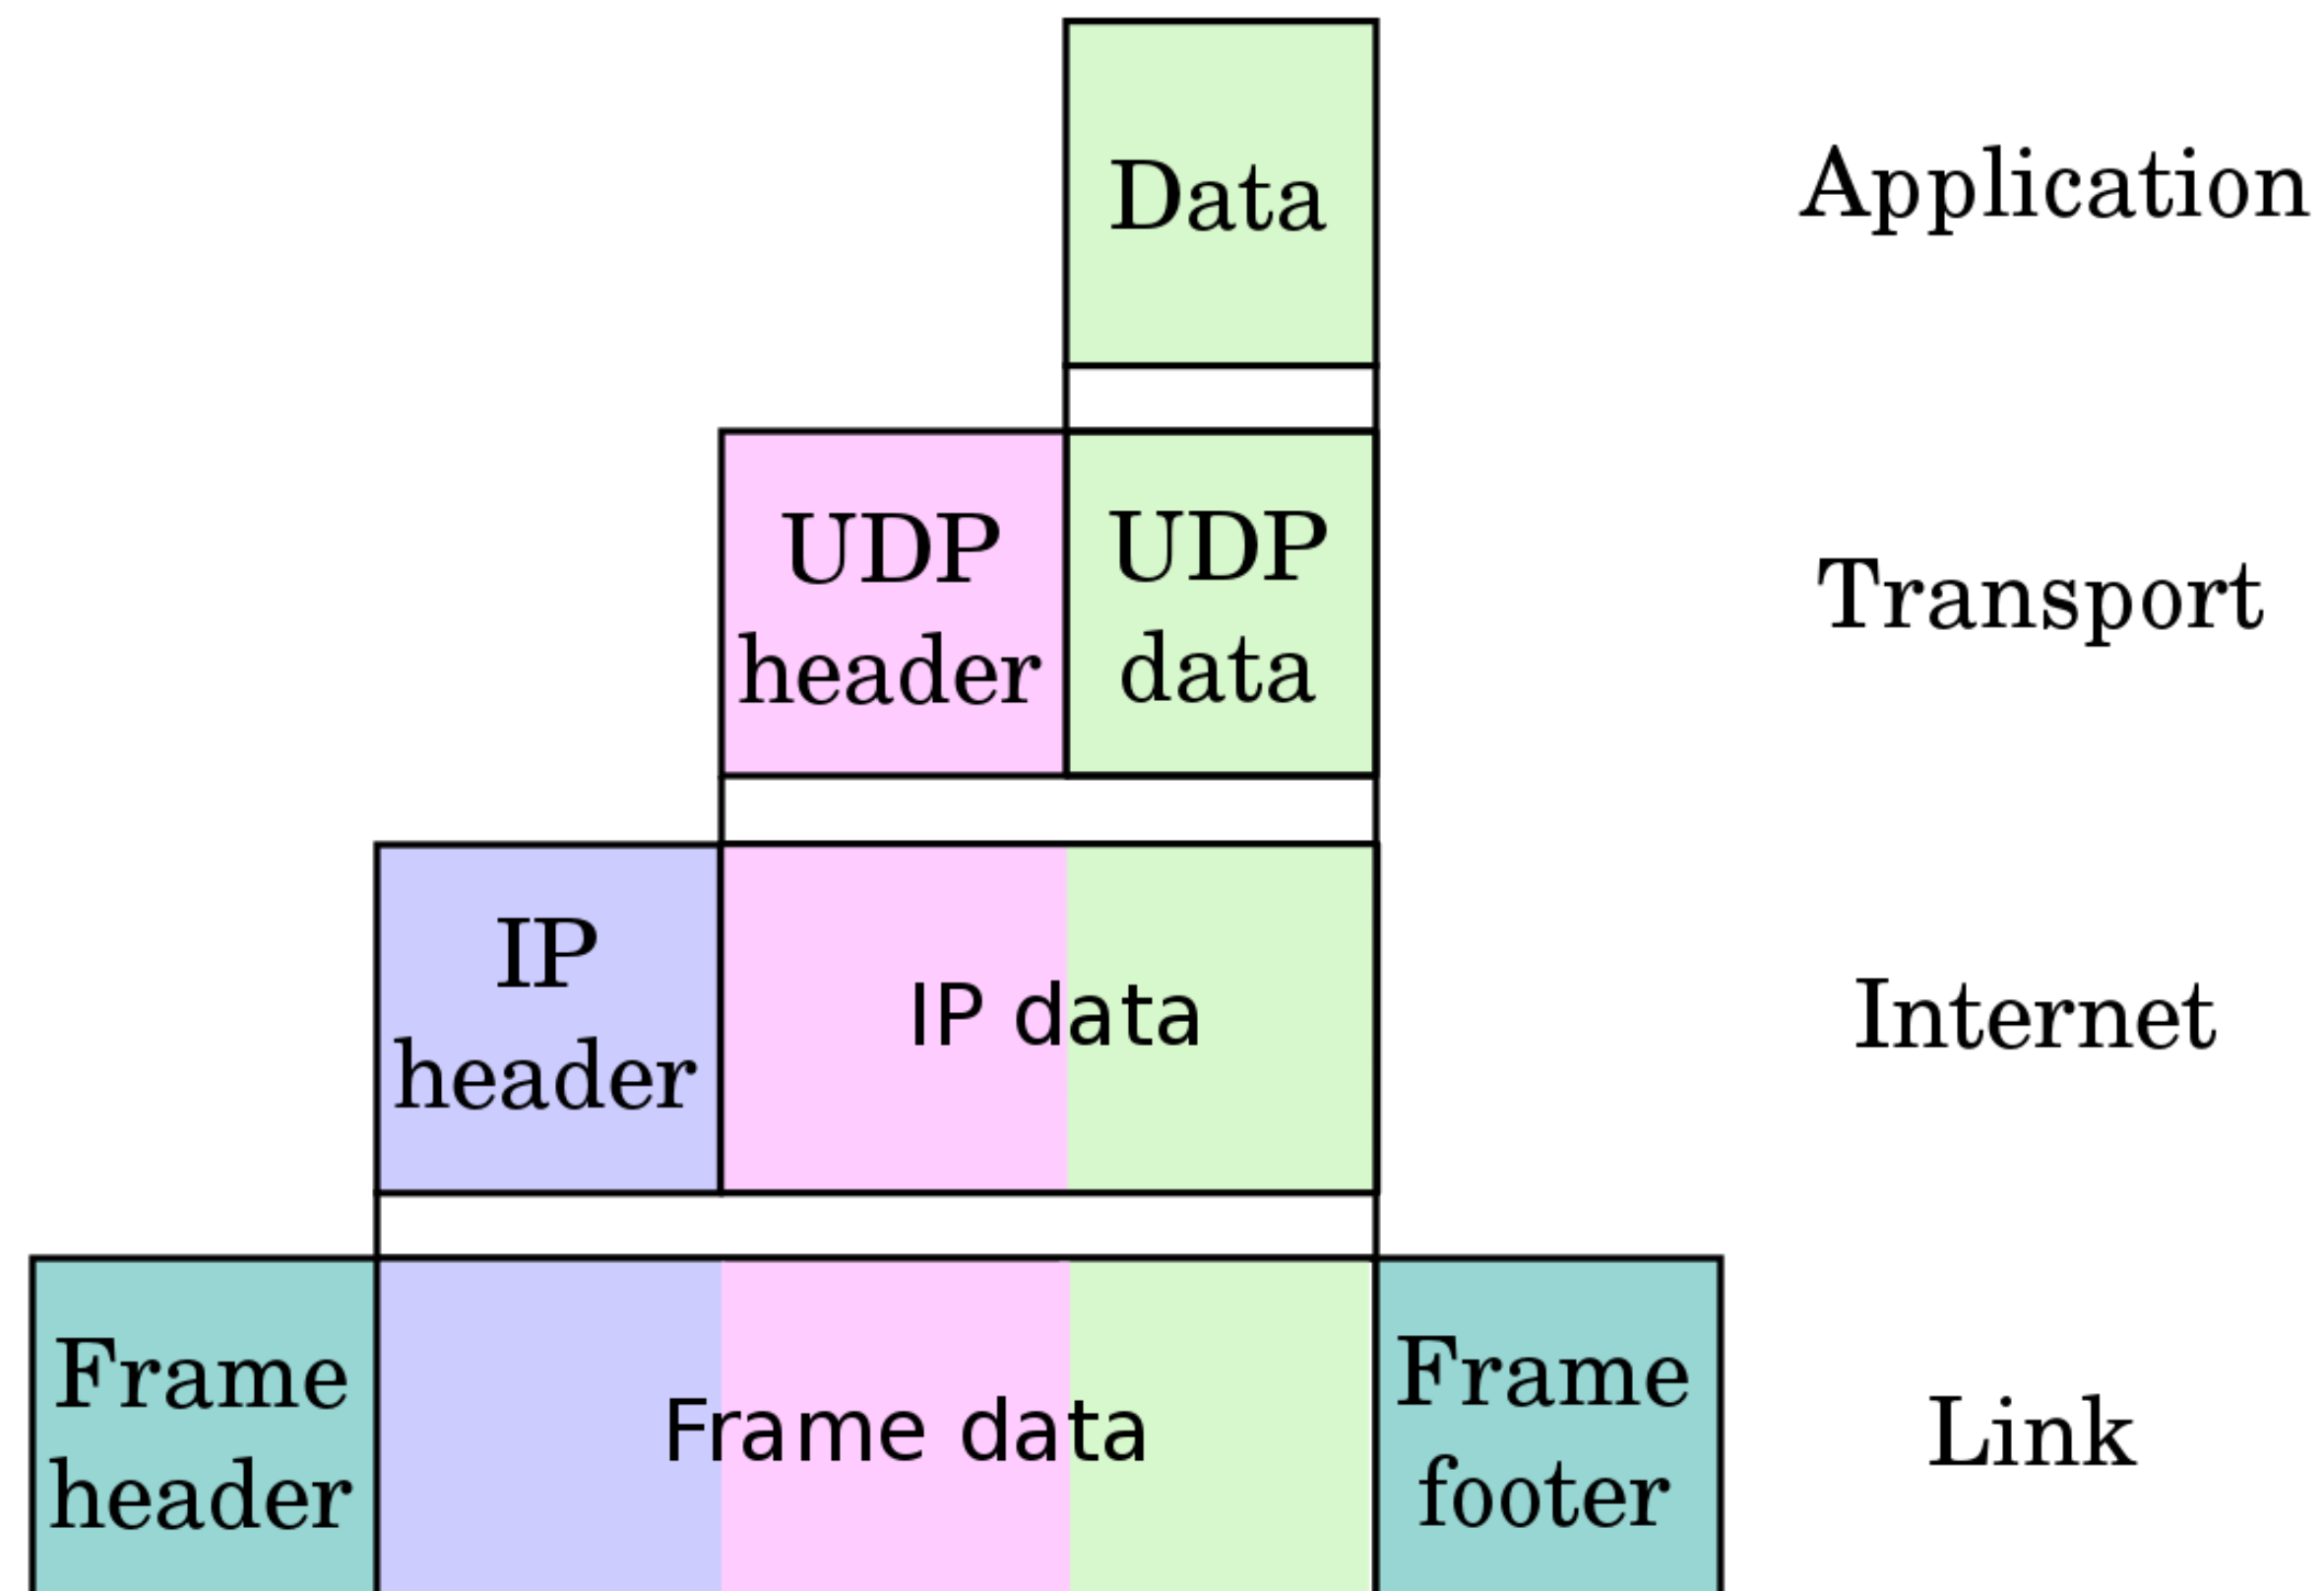 Data
Application
UDP
header
UDP
data
Transport
IP
header
IP data
Internet
Frame
header
Frame data
Frame
footer
Link